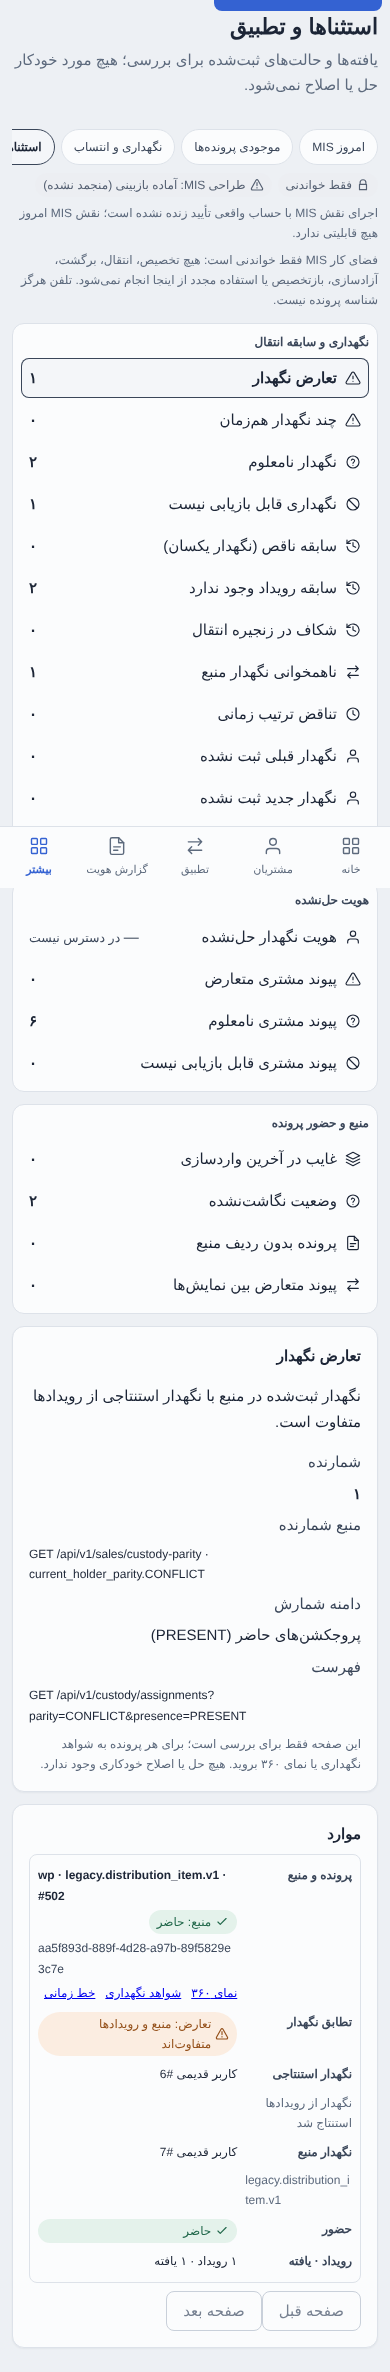 استثناها و تطبیق
یافته‌ها و حالت‌های ثبت‌شده برای بررسی؛ هیچ مورد خودکار
حل یا اصلاح نمی‌شود.
امروز MIS
موجودی پرونده‌ها
نگهداری و انتساب
فقط خواندنی
طراحی MIS: آماده بازبینی (منجمد نشده)
اجرای نقش MIS با حساب واقعی تأیید نشده است؛ نقش MIS امروز
هیچ قابلیتی ندارد.
فضای کار MIS فقط خواندنی است: هیچ تخصیص، انتقال، برگشت،
آزادسازی، بازتخصیص یا استفاده مجدد از اینجا انجام نمی‌شود. تلفن هرگز
شناسه پرونده نیست.
نگهداری و سابقه انتقال
تعارض نگهدار ۱
چند نگهدار هم‌زمان ۰
نگهدار نامعلوم ۲
نگهداری قابل بازیابی نیست ۱
سابقه ناقص (نگهدار یکسان) ۰
سابقه رویداد وجود ندارد ۲
شکاف در زنجیره انتقال ۰
ناهمخوانی نگهدار منبع ۱
تناقض ترتیب زمانی ۰
نگهدار قبلی ثبت نشده ۰
نگهدار جدید ثبت نشده ۰
خانه
مشتریان
تطبیق
گزارش هویت
بیشتر
هویت حل‌نشده
هویت نگهدار حل‌نشده — در دسترس نیست
پیوند مشتری متعارض ۰
پیوند مشتری نامعلوم ۶
پیوند مشتری قابل بازیابی نیست ۰
منبع و حضور پرونده
غایب در آخرین واردسازی ۰
وضعیت نگاشت‌نشده ۲
پرونده بدون ردیف منبع ۰
پیوند متعارض بین نمایش‌ها ۰
تعارض نگهدار
نگهدار ثبت‌شده در منبع با نگهدار استنتاجی از رویدادها
متفاوت است.
شمارنده
۱
منبع شمارنده
GET /api/v1/sales/custody-parity ·
current_holder_parity.CONFLICT
دامنه شمارش
پروجکشن‌های حاضر (PRESENT)
فهرست
GET /api/v1/custody/assignments?
parity=CONFLICT&presence=PRESENT
این صفحه فقط برای بررسی است؛ برای هر پرونده به شواهد
نگهداری یا نمای ۳۶۰ بروید. هیچ حل یا اصلاح خودکاری وجود ندارد.
موارد
پرونده و منبع
wp · legacy.distribution_item.v1 ·
#502
منبع: حاضر
aa5f893d-889f-4d28-a97b-89f5829e
3c7e
نمای ۳۶۰
شواهد نگهداری
خط زمانی
تطابق نگهدار
تعارض: منبع و رویدادها
متفاوت‌اند
نگهدار استنتاجی
کاربر قدیمی #6
نگهدار از رویدادها
استنتاج شد
نگهدار منبع
کاربر قدیمی #7
legacy.distribution_i
tem.v1
حضور
حاضر
رویداد · یافته
۱ رویداد · ۱ یافته
صفحه قبل
صفحه بعد